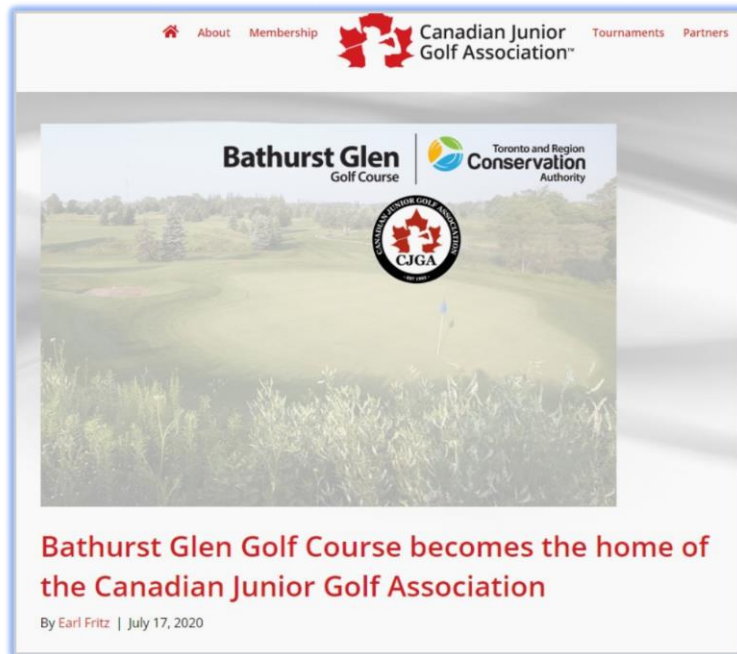 About Membership
Canadian Junior
Golf Association™
Tournaments Partners
Bathurst Glen
Golf Course
Toronto and Region
Conservation
Authority
CANADIAN JUNIOR GOLF ASSOCIATION
CJGA
Bathurst Glen Golf Course becomes the home of
the Canadian Junior Golf Association
By Earl Fritz | July 17, 2020